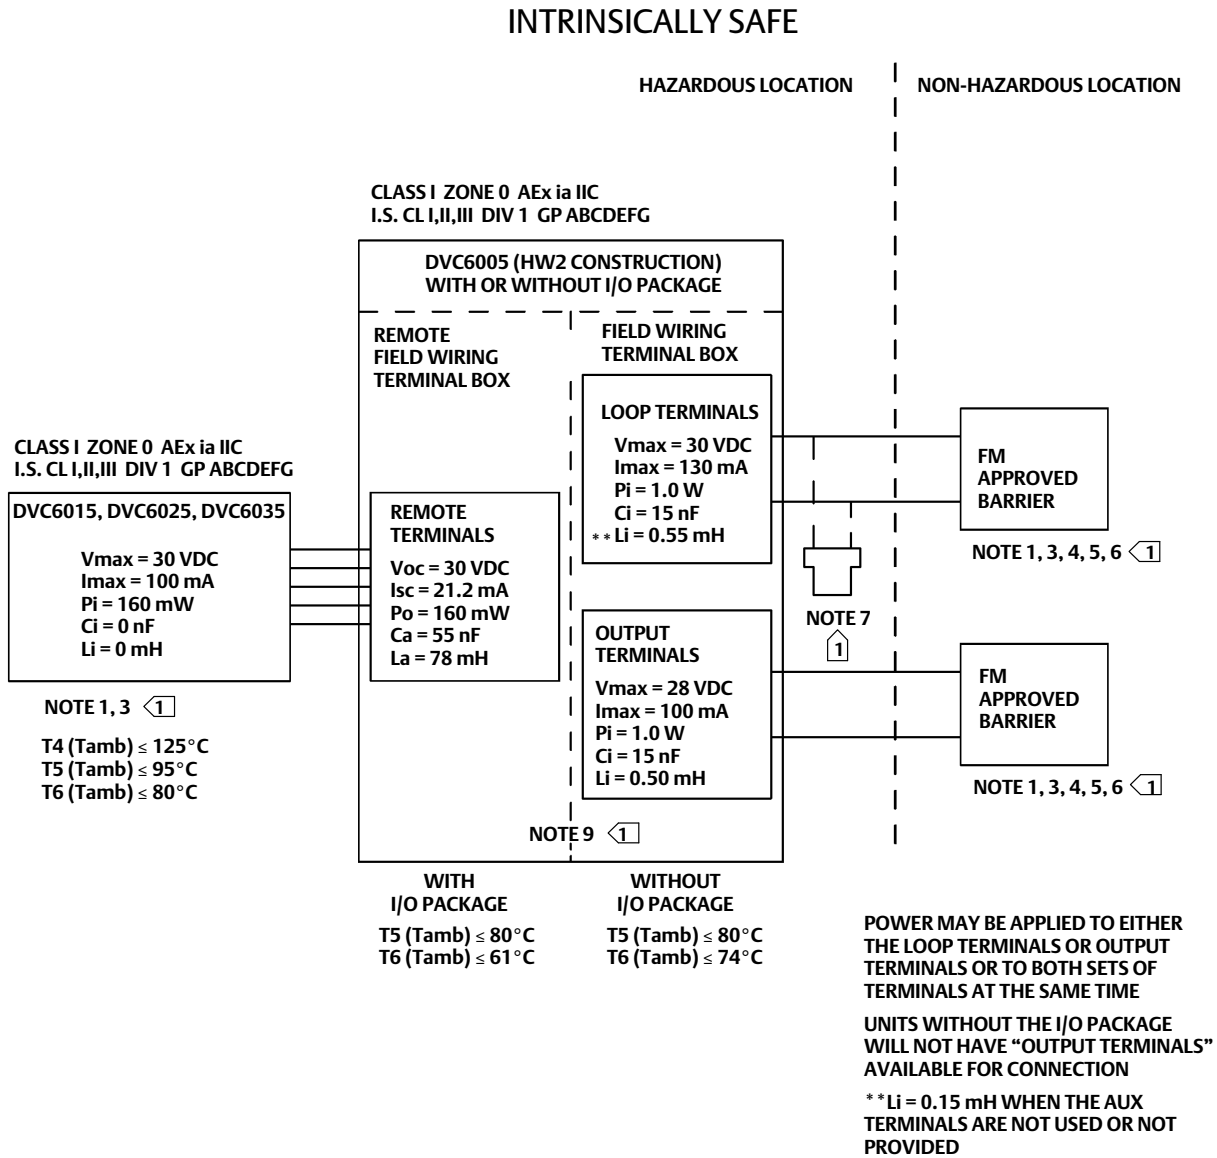 INTRINSICALLY SAFE
HAZARDOUS LOCATION
NON-HAZARDOUS LOCATION
CLASS I ZONE 0 AEx ia IIC
I.S. CL I,II,III DIV 1 GP ABCDEFG
DVC6005 (HW2 CONSTRUCTION)
WITH OR WITHOUT I/O PACKAGE
REMOTE
FIELD WIRING
TERMINAL BOX
FIELD WIRING
TERMINAL BOX
LOOP TERMINALS
Vmax = 30 VDC
Imax = 130 mA
Pi = 1.0 W
Ci = 15 nF
**Li = 0.55 mH
FM
APPROVED
BARRIER
NOTE 1, 3, 4, 5, 6 1
CLASS I ZONE 0 AEx ia IIC
I.S. CL I,II,III DIV 1 GP ABCDEFG
DVC6015, DVC6025, DVC6035
Vmax = 30 VDC
Imax = 100 mA
Pi = 160 mW
Ci = 0 nF
Li = 0 mH
NOTE 1, 3 1
T4 (Tamb) ≤ 125°C
T5 (Tamb) ≤ 95°C
T6 (Tamb) ≤ 80°C
REMOTE
TERMINALS
Voc = 30 VDC
Isc = 21.2 mA
Po = 160 mW
Ca = 55 nF
La = 78 mH
NOTE 7
1
OUTPUT
TERMINALS
Vmax = 28 VDC
Imax = 100 mA
Pi = 1.0 W
Ci = 15 nF
Li = 0.50 mH
FM
APPROVED
BARRIER
NOTE 1, 3, 4, 5, 6 1
NOTE 9 1
WITH
I/O PACKAGE
T5 (Tamb) ≤ 80°C
T6 (Tamb) ≤ 61°C
WITHOUT
I/O PACKAGE
T5 (Tamb) ≤ 80°C
T6 (Tamb) ≤ 74°C
POWER MAY BE APPLIED TO EITHER
THE LOOP TERMINALS OR OUTPUT
TERMINALS OR TO BOTH SETS OF
TERMINALS AT THE SAME TIME
UNITS WITHOUT THE I/O PACKAGE
WILL NOT HAVE “OUTPUT TERMINALS”
AVAILABLE FOR CONNECTION
**Li = 0.15 mH WHEN THE AUX
TERMINALS ARE NOT USED OR NOT
PROVIDED